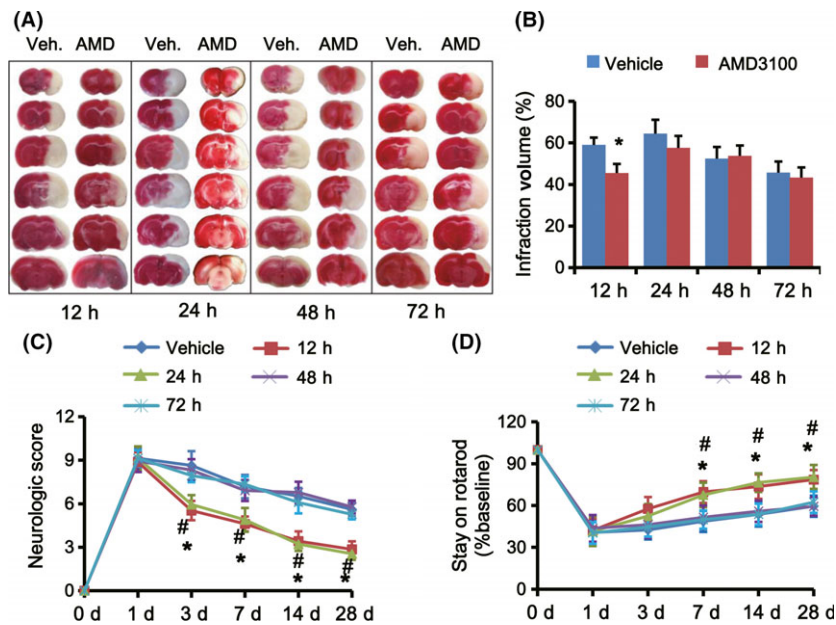 (A)
Veh. AMD Veh. AMD Veh. AMD Veh. AMD
12 h 24 h 48 h 72 h
(B)
Vehicle AMD3100
Infraction volume (%)
80
60
40
20
0
12 h 24 h 48 h 72 h
*
(C)
Vehicle 12 h
24 h 48 h
72 h
Neurologic score
12
9
6
3
0
# # # #
* * * *
0 d 1 d 3 d 7 d 14 d 28 d
(D)
Vehicle 12 h
24 h 48 h
72 h
Stay on rotarod
(%baseline)
120
90
60
30
0
# # #
* * *
0 d 1 d 3 d 7 d 14 d 28 d